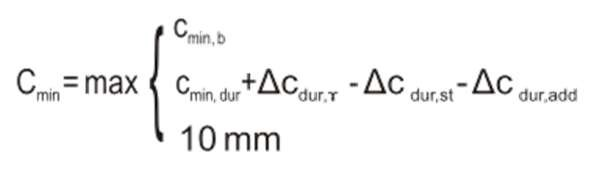 C_min = max {
c_min,b
c_min,dur + Δc_dur,γ - Δc_dur,st - Δc_dur,add
10 mm